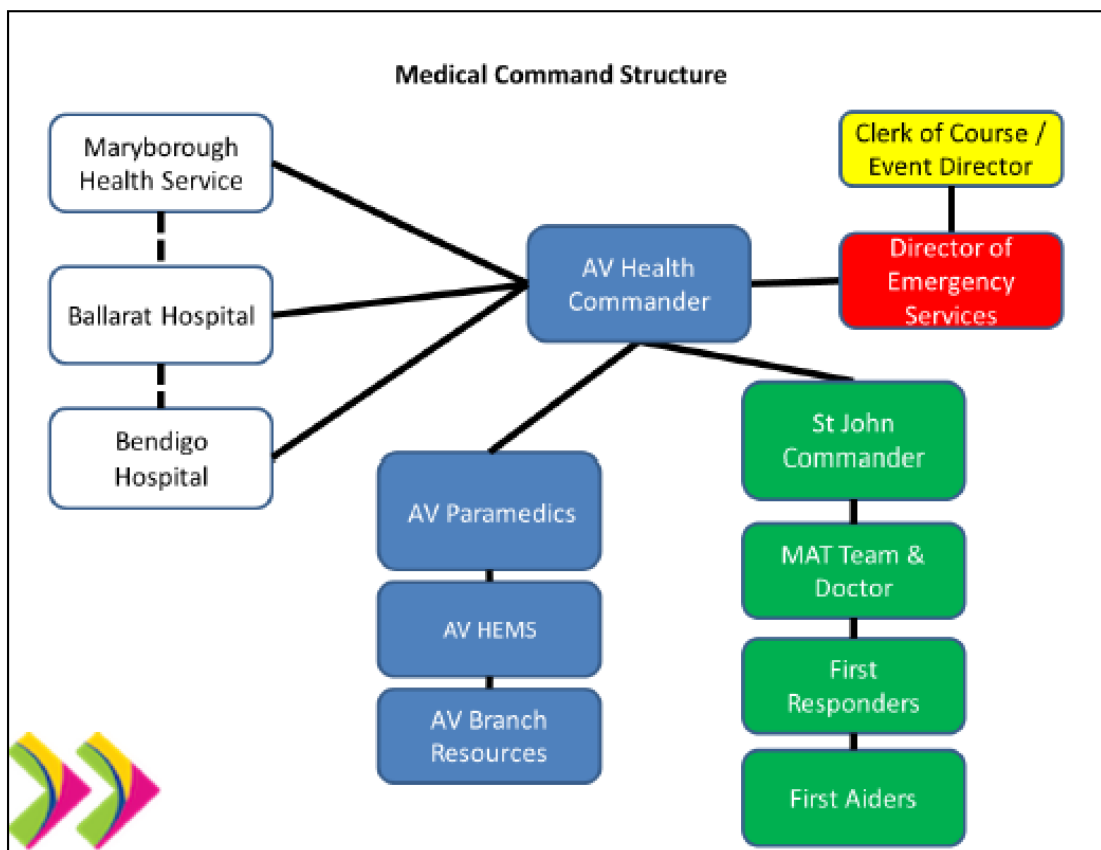 Medical Command Structure
Maryborough
Health Service
Clerk of Course /
Event Director
AV Health
Commander
Director of
Emergency
Services
Ballarat Hospital
Bendigo
Hospital
St John
Commander
AV Paramedics
MAT Team &
Doctor
AV HEMS
First
Responders
AV Branch
Resources
First Aiders